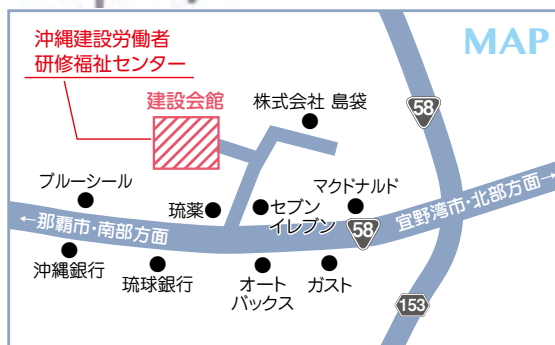 MAP
沖縄建設労働者
研修福祉センター
建設会館
株式会社 島袋
58
ブルーシール
琉薬
セブン
イレブン
マクドナルド
←那覇市・南部方面
宜野湾市・北部方面→
58
沖縄銀行
琉球銀行
オート
バックス
ガスト
153